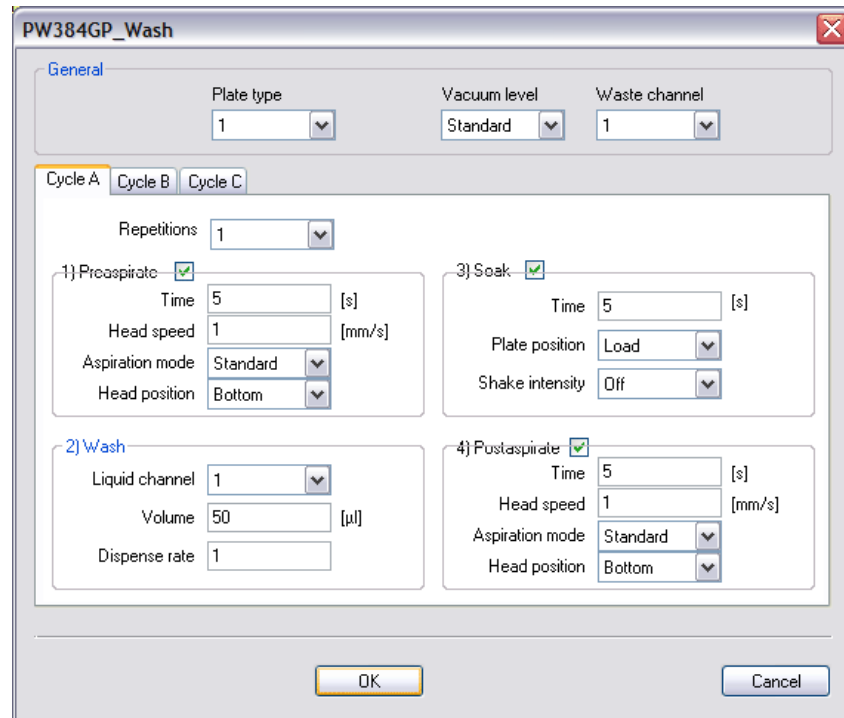 PW384GP_Wash
General
Plate type Vacuum level Waste channel
1 Standard 1
Cycle A Cycle B Cycle C
Repetitions 1
1) Preaspirate
Time 5 [s]
Head speed 1 [mm/s]
Aspiration mode Standard
Head position Bottom
3) Soak
Time 5 [s]
Plate position Load
Shake intensity Off
2) Wash
Liquid channel 1
Volume 50 [µl]
Dispense rate 1
4) Postaspirate
Time 5 [s]
Head speed 1 [mm/s]
Aspiration mode Standard
Head position Bottom
OK Cancel